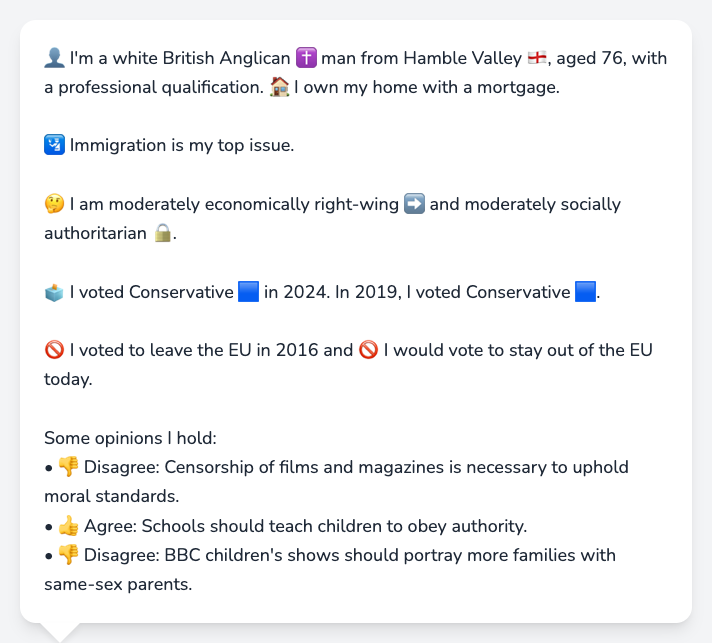 👤 I'm a white British Anglican ✝️ man from Hamble Valley 🏴󠁧󠁢󠁥󠁮󠁧󠁿, aged 76, with
a professional qualification. 🏠 I own my home with a mortgage.
🛂 Immigration is my top issue.
🤔 I am moderately economically right-wing ➡️ and moderately socially
authoritarian 🔒.
🗳️ I voted Conservative 🟦 in 2024. In 2019, I voted Conservative 🟦.
🚫 I voted to leave the EU in 2016 and 🚫 I would vote to stay out of the EU
today.
Some opinions I hold:
• 👎 Disagree: Censorship of films and magazines is necessary to uphold
moral standards.
• 👍 Agree: Schools should teach children to obey authority.
• 👎 Disagree: BBC children's shows should portray more families with
same-sex parents.